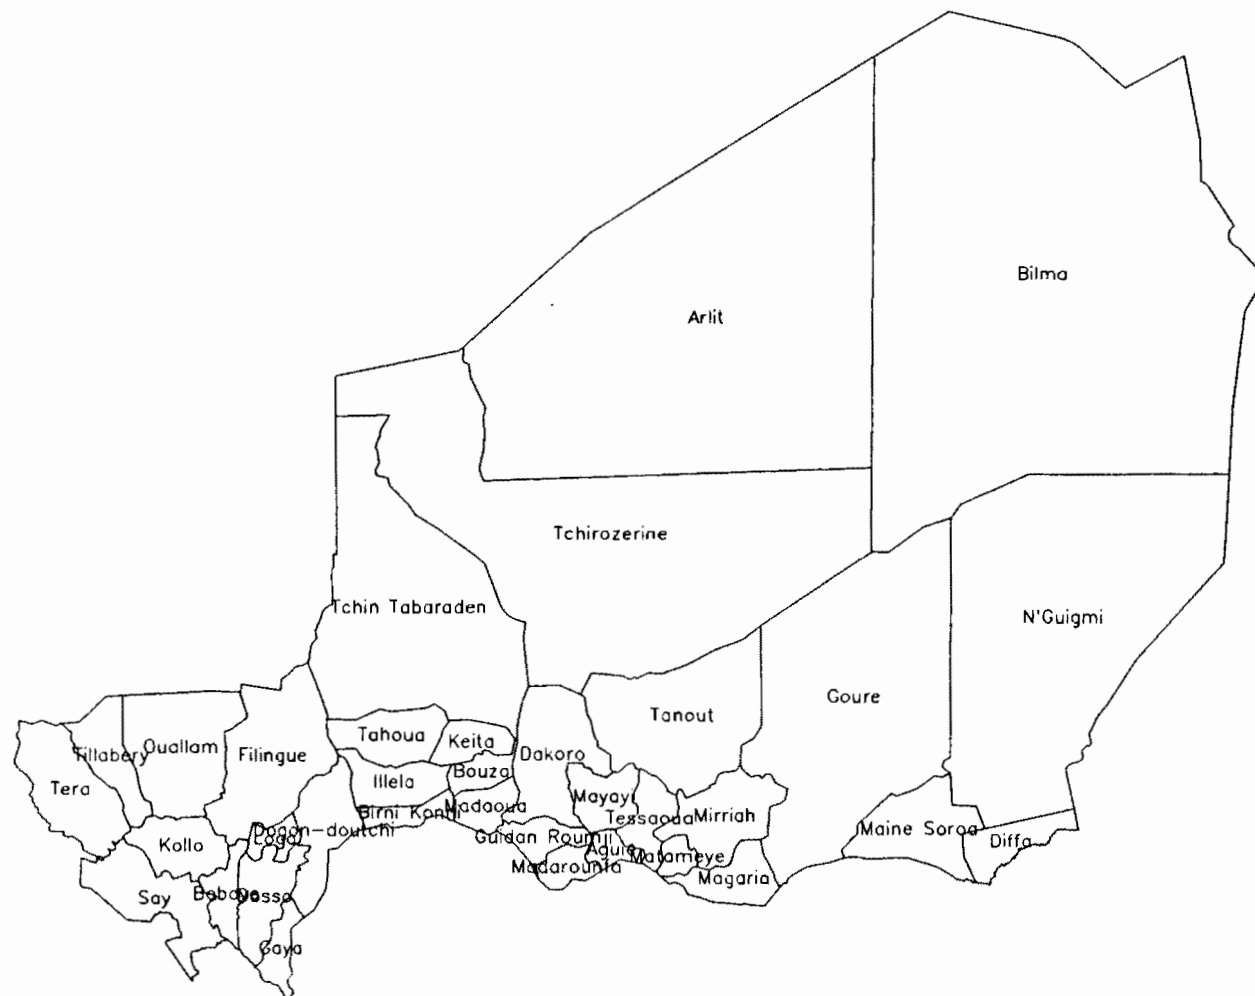 Bilma
Arlit
Tchirozerine
Tchin Tabaraden
N'Guigmi
Goure
Tanout
Tahoua
Keita
Dakoro
Tillabery
Ouallam
Filingue
Tera
Illela
Bouza
Mayayi
Madaoua
Birni Konni
Tessaoua
Mirriah
Dogon-doutchi
Loga
Maine Soroa
Diffa
Kollo
Guidan Roumji
Aguie
Matameye
Madarounfa
Magaria
Say
Boboye
Dosso
Gaya